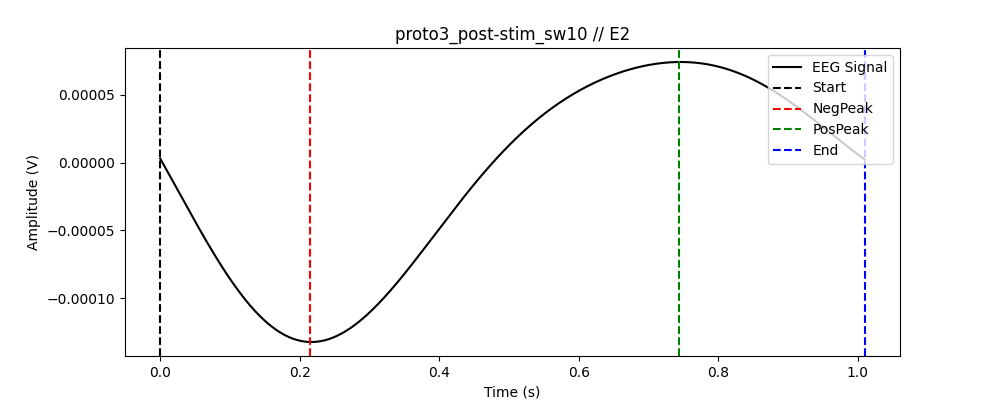 proto3_post-stim_sw10 // E2
EEG Signal
Start
NegPeak
PosPeak
End
Amplitude (V)
0.00005
0.00000
−0.00005
−0.00010
0.0 0.2 0.4 0.6 0.8 1.0
Time (s)